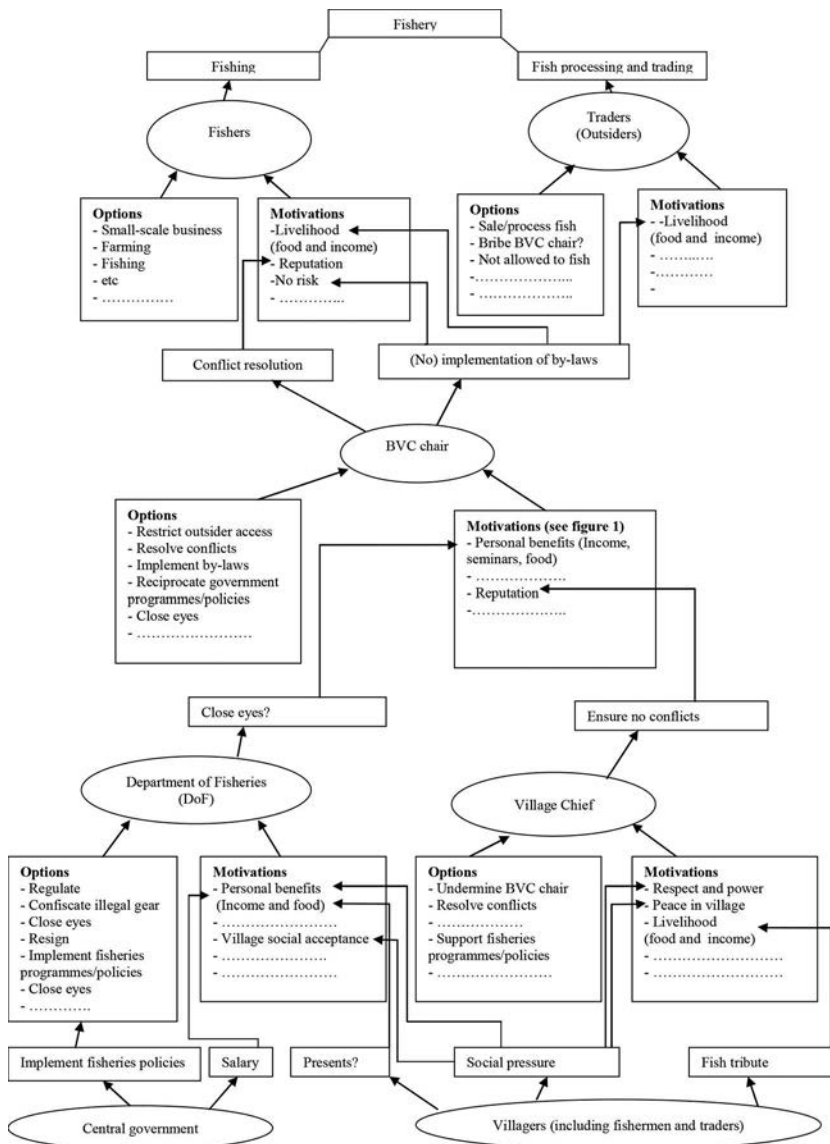 Fishery
Fishing
Fish processing and trading
Fishers
Traders
(Outsiders)
Options
- Small-scale business
- Farming
- Fishing
- etc
- ……………
Motivations
-Livelihood
(food and income)
- Reputation
-No risk
- …………...
Options
- Sale/process fish
- Bribe BVC chair?
- Not allowed to fish
-………………...
- ………………..
Motivations
- -Livelihood
(food and income)
- ……...….
-…………
-
Conflict resolution
(No) implementation of by-laws
BVC chair
Options
- Restrict outsider access
- Resolve conflicts
- Implement by-laws
- Reciprocate government
programmes/policies
- Close eyes
- ……………………
Motivations (see figure 1)
- Personal benefits (Income,
seminars, food)
- ……………….
- Reputation
-………………..
Close eyes?
Ensure no conflicts
Department of Fisheries
(DoF)
Village Chief
Options
- Regulate
- Confiscate illegal gear
- Close eyes
- Resign
- Implement fisheries
programmes/policies
- Close eyes
- ………….
Motivations
- Personal benefits
(Income and food)
- ……………………
- Village social acceptance
- ………………….
- ……………………
Options
- Undermine BVC chair
- Resolve conflicts
- ………………..
- Support fisheries
programmes/policies
- ……………………
Motivations
- Respect and power
- Peace in village
- Livelihood
(food and income)
- ………………………
- ………………………
Implement fisheries policies
Salary
Presents?
Social pressure
Fish tribute
Central government
Villagers (including fishermen and traders)